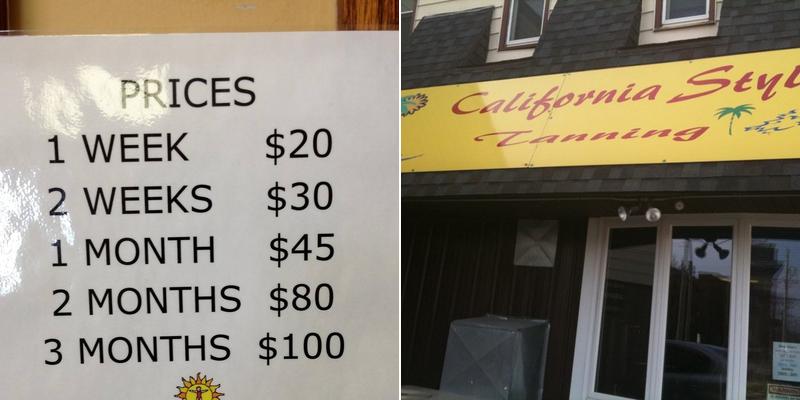 PRICES
1 WEEK $20
2 WEEKS $30
1 MONTH $45
2 MONTHS $80
3 MONTHS $100
California Styl
Tanning